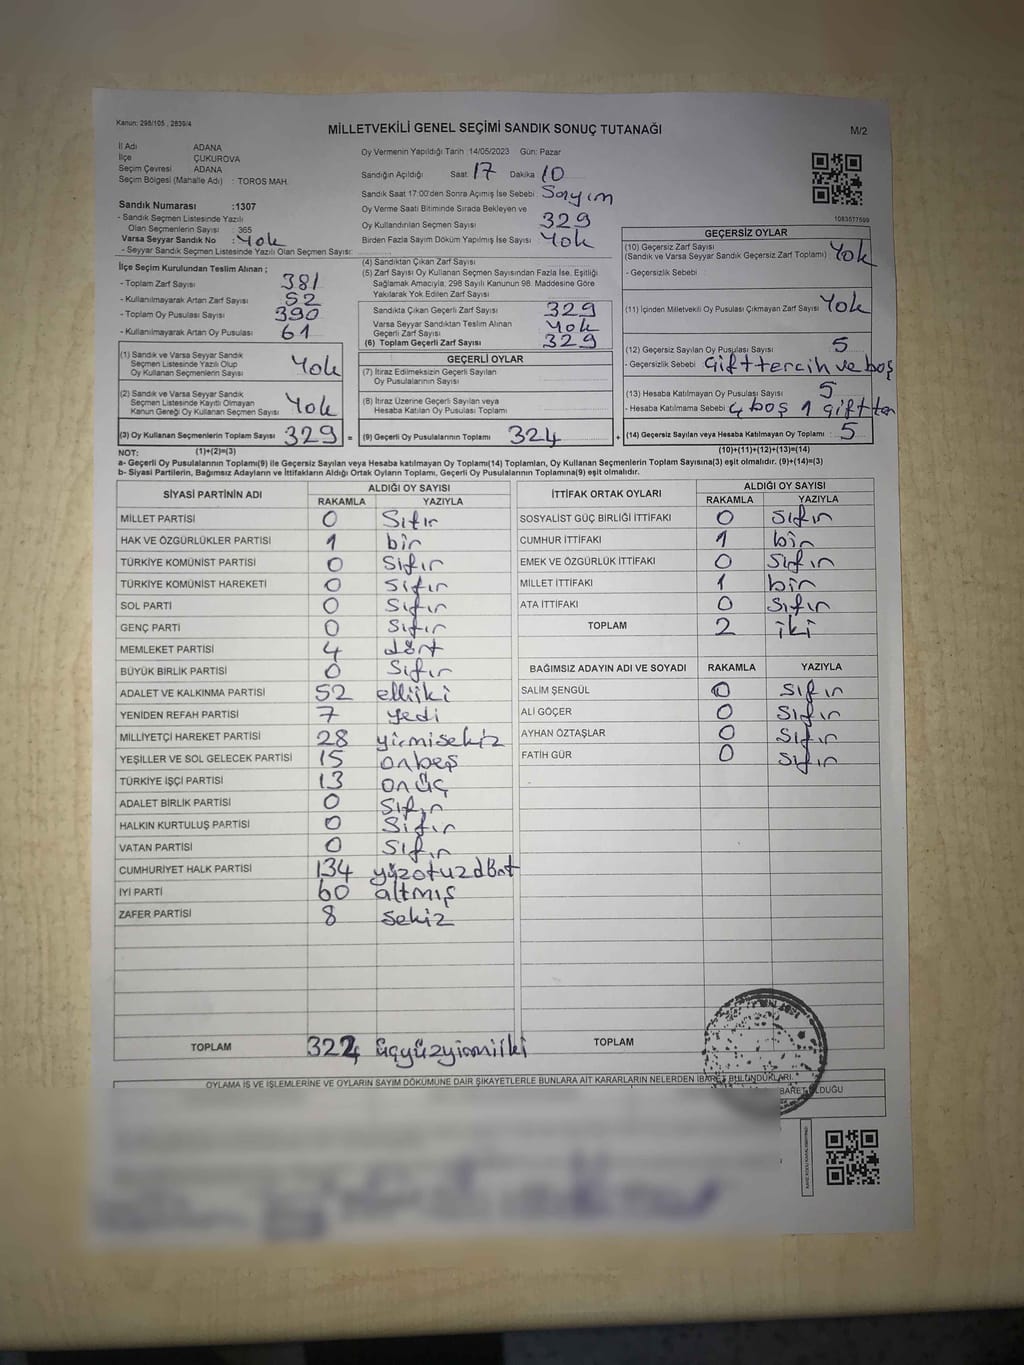 Kanun: 298/105 , 2839/4
MİLLETVEKİLİ GENEL SEÇİMİ SANDIK SONUÇ TUTANAĞI
M/2
İl Adı ADANA
İlçe ÇUKUROVA
Seçim Çevresi ADANA
Seçim Bölgesi (Mahalle Adı) : TOROS MAH.
Oy Vermenin Yapıldığı Tarih :14/05/2023 Gün: Pazar
Sandığın Açıldığı Saat 17 Dakika 10
Sandık Saat 17:00'den Sonra Açılmış İse Sebebi Sayım
Sandık Numarası :1307
- Sandık Seçmen Listesinde Yazılı
Olan Seçmenlerin Sayısı : 365
Varsa Seyyar Sandık No : Yok
- Seyyar Sandık Seçmen Listesinde Yazılı Olan Seçmen Sayısı:
Oy Verme Saati Bitiminde Sırada Bekleyen ve
Oy Kullandırılan Seçmen Sayısı 329
Birden Fazla Sayım Döküm Yapılmış İse Sayısı Yok
1083577599
İlçe Seçim Kurulundan Teslim Alınan ;
- Toplam Zarf Sayısı 381
- Kullanılmayarak Artan Zarf Sayısı 52
- Toplam Oy Pusulası Sayısı 390
- Kullanılmayarak Artan Oy Pusulası 61
(1) Sandık ve Varsa Seyyar Sandık
Seçmen Listesinde Yazılı Olup
Oy Kullanan Seçmenlerin Sayısı Yok
(2) Sandık ve Varsa Seyyar Sandık
Seçmen Listesinde Kayıtlı Olmayan
Kanun Gereği Oy Kullanan Seçmen Sayısı Yok
(3) Oy Kullanan Seçmenlerin Toplam Sayısı 329 =
(4) Sandıktan Çıkan Zarf Sayısı
(5) Zarf Sayısı Oy Kullanan Seçmen Sayısından Fazla İse, Eşitliği
Sağlamak Amacıyla, 298 Sayılı Kanunun 98. Maddesine Göre
Yakılarak Yok Edilen Zarf Sayısı
Sandıkta Çıkan Geçerli Zarf Sayısı 329
Varsa Seyyar Sandıktan Teslim Alınan
Geçerli Zarf Sayısı Yok
(6) Toplam Geçerli Zarf Sayısı 329
GEÇERLİ OYLAR
(7) İtiraz Edilmeksizin Geçerli Sayılan
Oy Pusulalarının Sayısı
(8) İtiraz Üzerine Geçerli Sayılan veya
Hesaba Katılan Oy Pusulası Toplamı
(9) Geçerli Oy Pusulalarının Toplamı 324 +
GEÇERSİZ OYLAR
(10) Geçersiz Zarf Sayısı
(Sandık ve Varsa Seyyar Sandık Geçersiz Zarf Toplamı) Yok
- Geçersizlik Sebebi :
(11) İçinden Milletvekili Oy Pusulası Çıkmayan Zarf Sayısı Yok
(12) Geçersiz Sayılan Oy Pusulası Sayısı 5
- Geçersizlik Sebebi : Çifttercih ve boş
(13) Hesaba Katılmayan Oy Pusulası Sayısı 5
- Hesaba Katılmama Sebebi 4 boş 1 çiftter
(14) Geçersiz Sayılan veya Hesaba Katılmayan Oy Toplamı : 5
NOT: (1)+(2)=(3) (10)+(11)+(12)+(13)=(14)
a- Geçerli Oy Pusulalarının Toplamı(9) ile Geçersiz Sayılan veya Hesaba katılmayan Oy Toplamı(14) Toplamları, Oy Kullanan Seçmenlerin Toplam Sayısına(3) eşit olmalıdır. (9)+(14)=(3)
b- Siyasi Partilerin, Bağımsız Adayların ve İttifakların Aldığı Ortak Oyların Toplamı, Geçerli Oy Pusulalarının Toplamına(9) eşit olmalıdır.
SİYASİ PARTİNİN ADI ALDIĞI OY SAYISI
RAKAMLA YAZIYLA
MİLLET PARTİSİ 0 Sıfır
HAK VE ÖZGÜRLÜKLER PARTİSİ 1 bir
TÜRKİYE KOMÜNİST PARTİSİ 0 Sıfır
TÜRKİYE KOMÜNİST HAREKETİ 0 Sıfır
SOL PARTİ 0 Sıfır
GENÇ PARTİ 0 Sıfır
MEMLEKET PARTİSİ 4 dört
BÜYÜK BİRLİK PARTİSİ 0 Sıfır
ADALET VE KALKINMA PARTİSİ 52 elliiki
YENİDEN REFAH PARTİSİ 7 yedi
MİLLİYETÇİ HAREKET PARTİSİ 28 yirmisekiz
YEŞİLLER VE SOL GELECEK PARTİSİ 15 onbeş
TÜRKİYE İŞÇİ PARTİSİ 13 onüç
ADALET BİRLİK PARTİSİ 0 Sıfır
HALKIN KURTULUŞ PARTİSİ 0 Sıfır
VATAN PARTİSİ 0 Sıfır
CUMHURİYET HALK PARTİSİ 134 yüzotuzdört
İYİ PARTİ 60 altmış
ZAFER PARTİSİ 8 sekiz
TOPLAM 322 üçyüzyirmiiki
İTTİFAK ORTAK OYLARI ALDIĞI OY SAYISI
RAKAMLA YAZIYLA
SOSYALİST GÜÇ BİRLİĞİ İTTİFAKI 0 Sıfır
CUMHUR İTTİFAKI 1 bir
EMEK VE ÖZGÜRLÜK İTTİFAKI 0 Sıfır
MİLLET İTTİFAKI 1 bir
ATA İTTİFAKI 0 Sıfır
TOPLAM 2 iki
BAĞIMSIZ ADAYIN ADI VE SOYADI RAKAMLA YAZIYLA
SALİM ŞENGÜL 0 Sıfır
ALİ GÖÇER 0 Sıfır
AYHAN ÖZTAŞLAR 0 Sıfır
FATİH GÜR 0 Sıfır
TOPLAM
OYLAMA İŞ VE İŞLEMLERİNE VE OYLARIN SAYIM DÖKÜMÜNE DAİR ŞİKAYETLERLE BUNLARA AİT KARARLARIN NELERDEN İBARET BULUNDUKLARI.
İBARET OLDUĞU